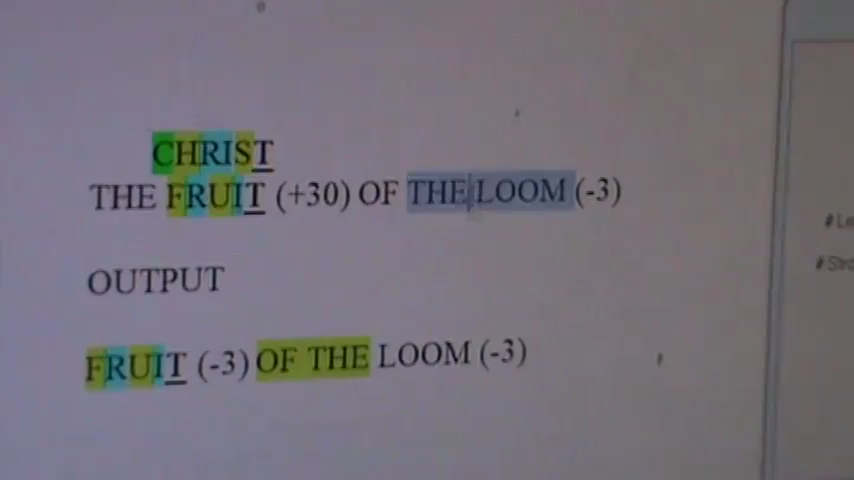 CHRIST
THE FRUIT (+30) OF THE LOOM (-3)
OUTPUT
FRUIT (-3) OF THE LOOM (-3)